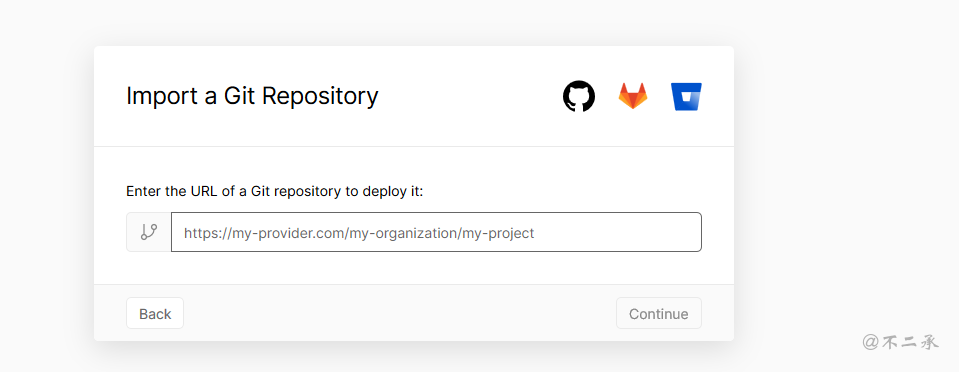 Import a Git Repository
Enter the URL of a Git repository to deploy it:
https://my-provider.com/my-organization/my-project
Back
Continue
@不二承